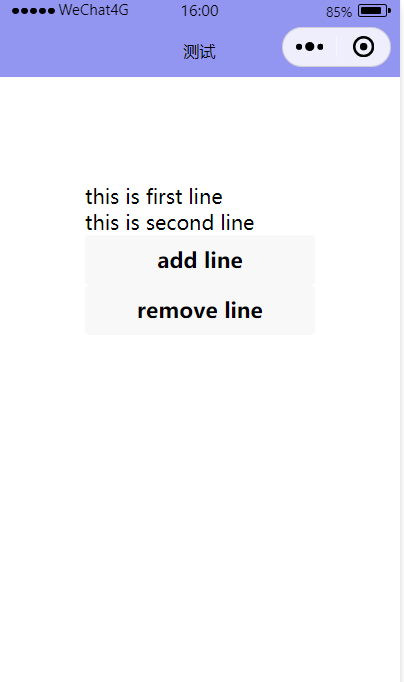 WeChat4G 16:00 85%
测试
this is first line
this is second line
add line
remove line